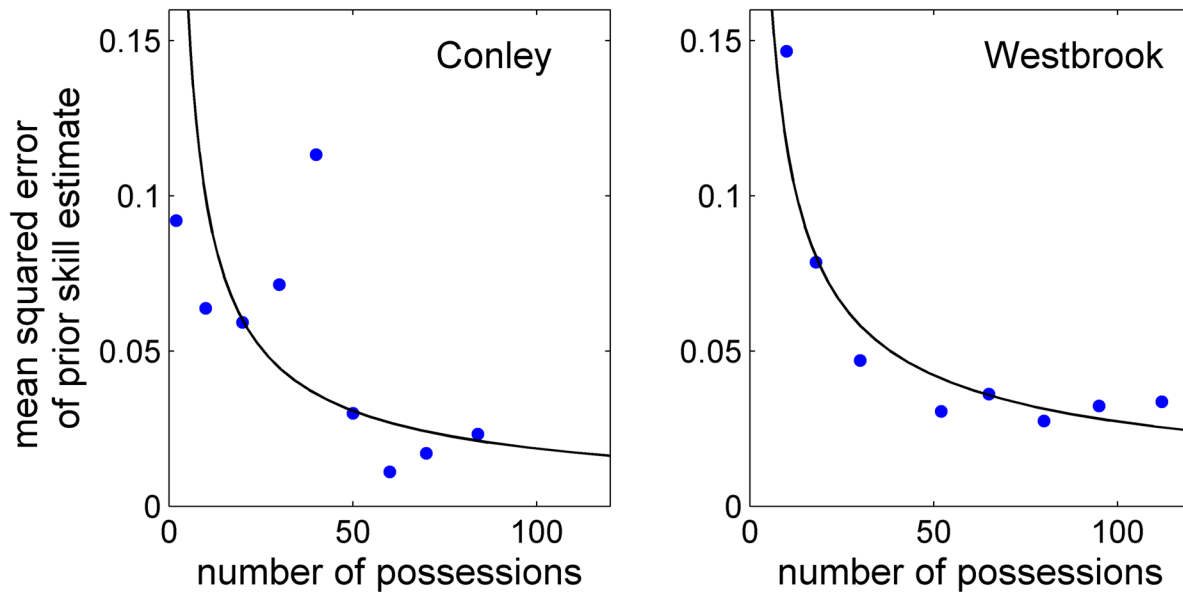 mean squared error
of prior skill estimate
0.15
0.1
0.05
0
Conley
0 50 100
number of possessions
0.15
0.1
0.05
0
Westbrook
0 50 100
number of possessions